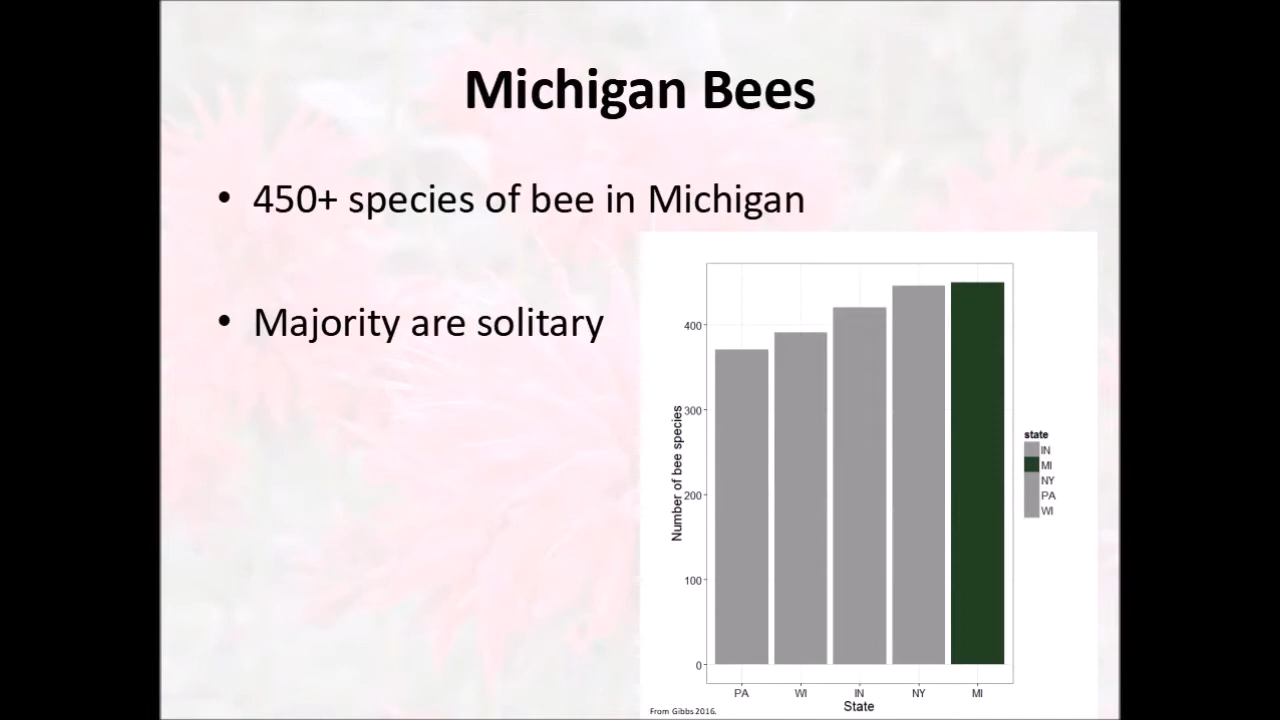 Michigan Bees
• 450+ species of bee in Michigan
• Majority are solitary
Number of bee species
400
300
200
100
0
PA WI IN NY MI
State
state
IN
MI
NY
PA
WI
From Gibbs 2016.